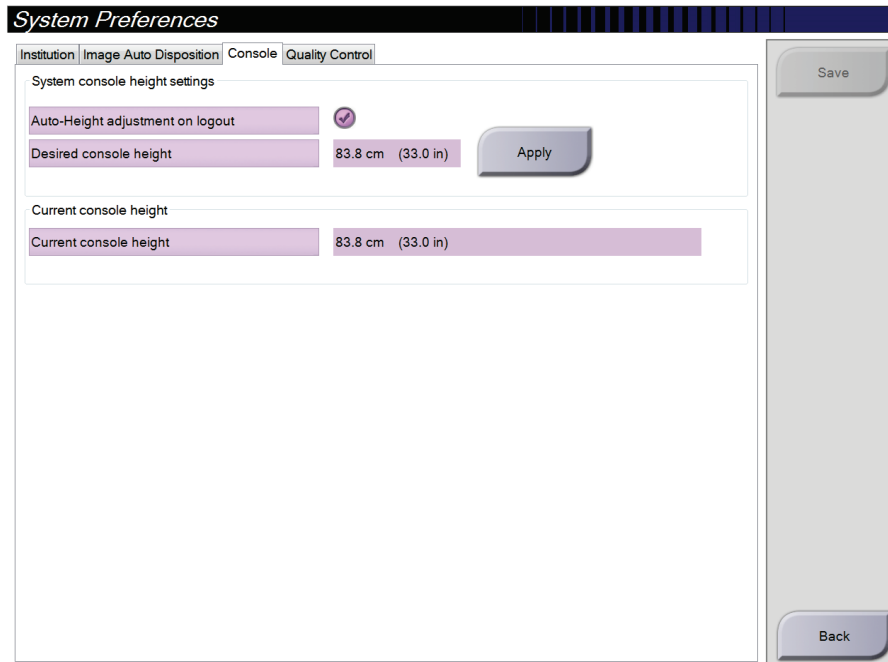 System Preferences
Institution Image Auto Disposition Console Quality Control
Save
System console height settings
Auto-Height adjustment on logout
Desired console height 83.8 cm (33.0 in) Apply
Current console height
Current console height 83.8 cm (33.0 in)
Back